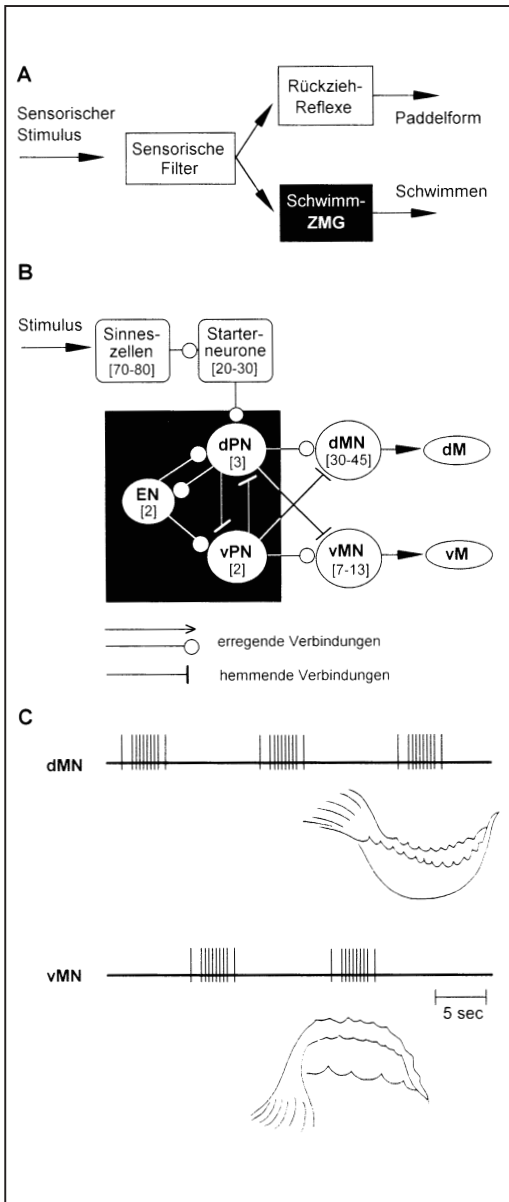 A
Sensorischer
Stimulus
Sensorische
Filter
Rückzieh-
Reflexe
Paddelform
Schwimm-
ZMG
Schwimmen
B
Stimulus
Sinnes-
zellen
[70-80]
Starter-
neurone
[20-30]
dPN
[3]
dMN
[30-45]
dM
EN
[2]
vPN
[2]
vMN
[7-13]
vM
erregende Verbindungen
hemmende Verbindungen
C
dMN
vMN
5 sec